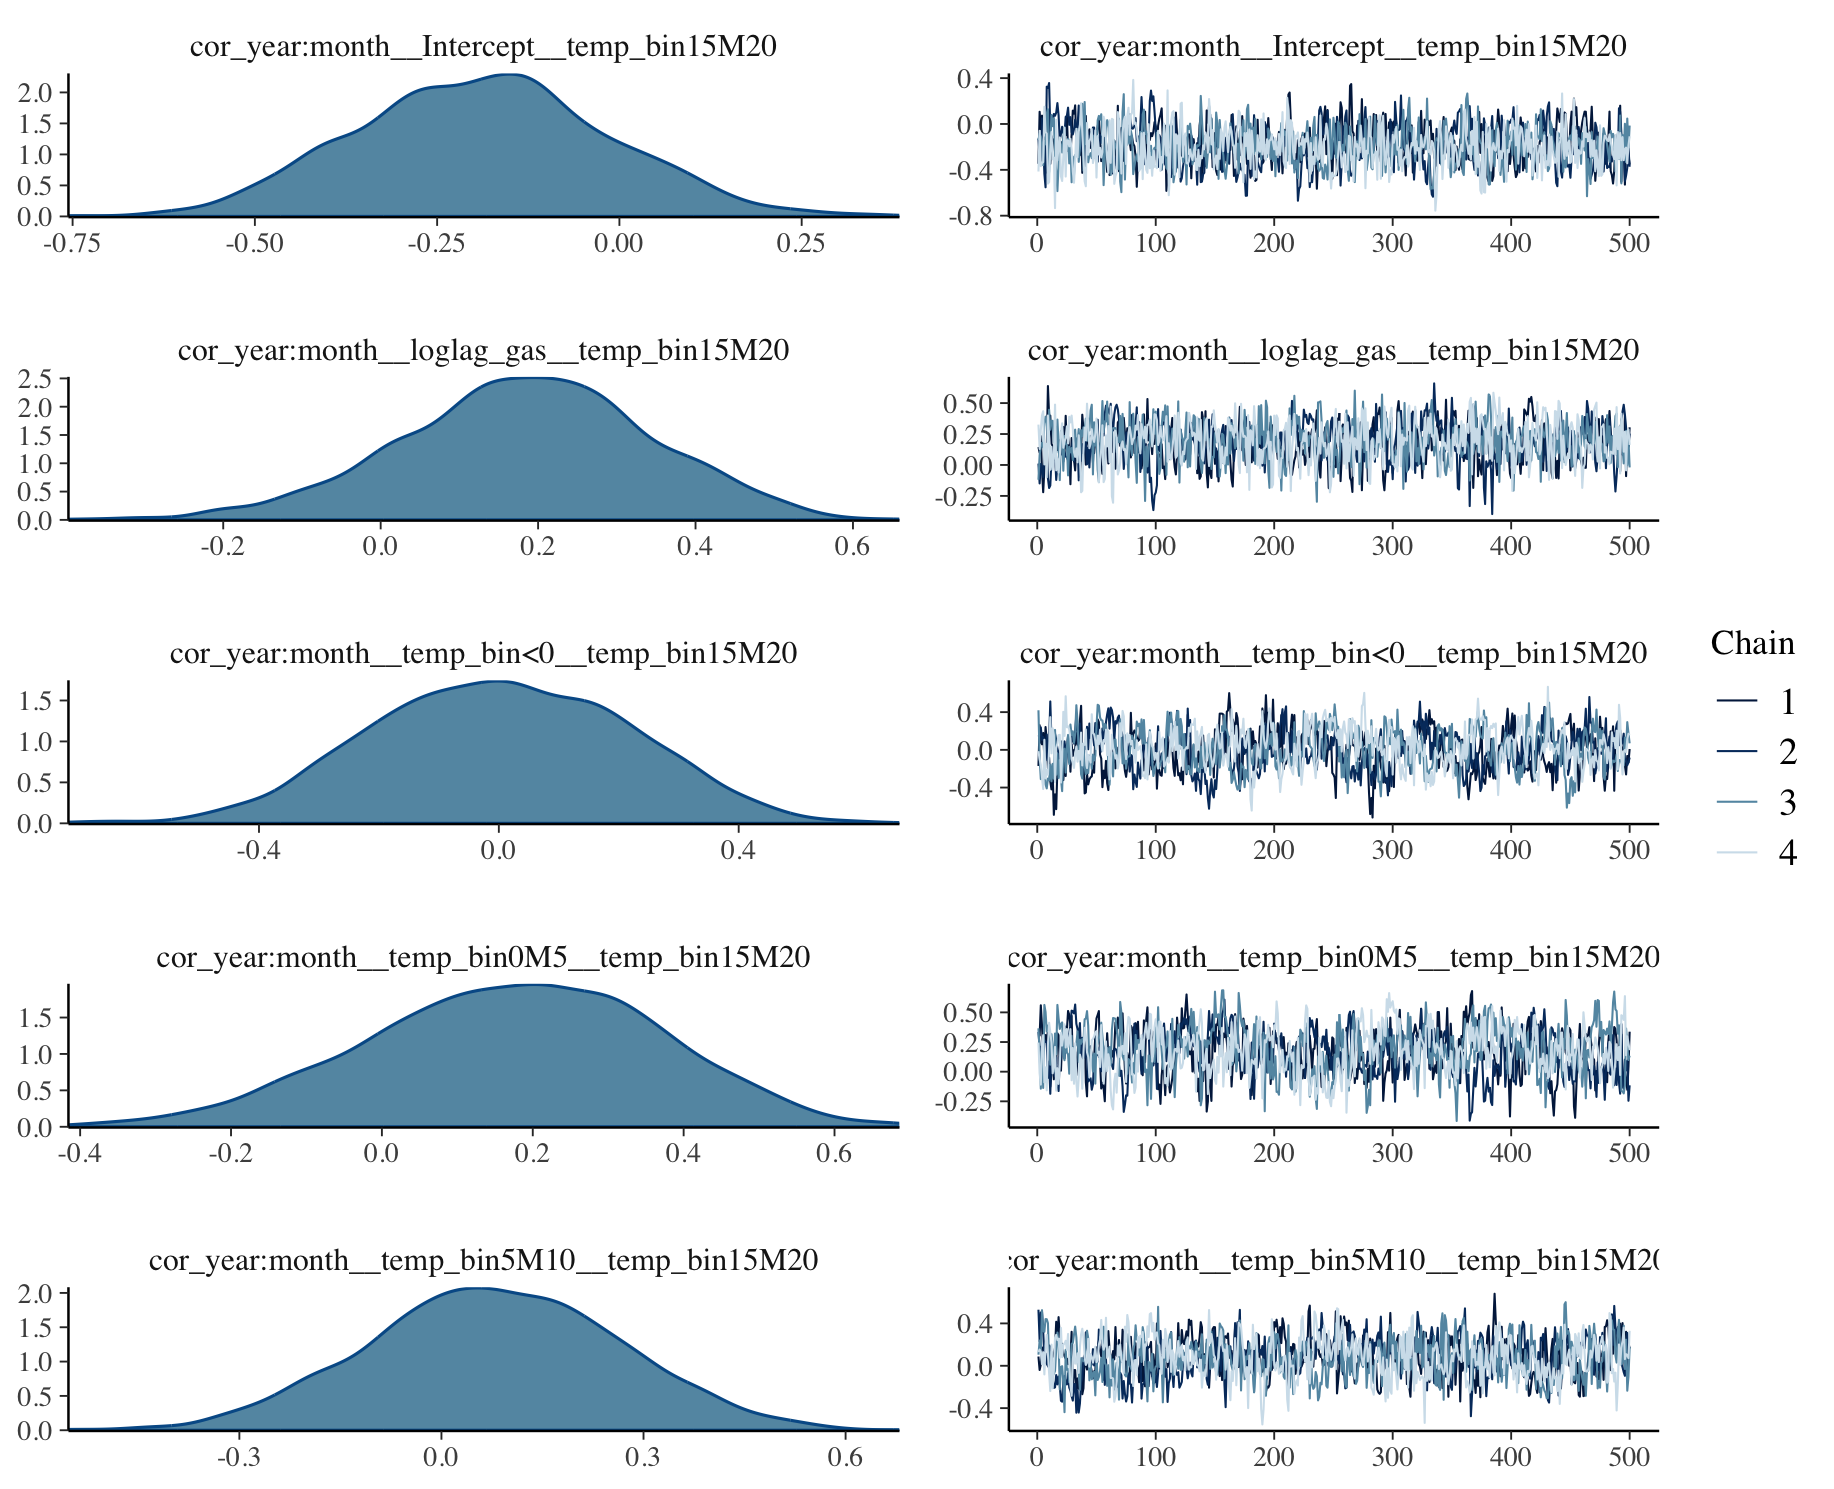 cor_year:month__Intercept__temp_bin15M20
2.0
1.5
1.0
0.5
0.0
-0.75 -0.50 -0.25 0.00 0.25
cor_year:month__Intercept__temp_bin15M20
0.4
0.0
-0.4
-0.8
0 100 200 300 400 500
cor_year:month__loglag_gas__temp_bin15M20
2.5
2.0
1.5
1.0
0.5
0.0
-0.2 0.0 0.2 0.4 0.6
cor_year:month__loglag_gas__temp_bin15M20
0.50
0.25
0.00
-0.25
0 100 200 300 400 500
cor_year:month__temp_bin<0__temp_bin15M20
1.5
1.0
0.5
0.0
-0.4 0.0 0.4
cor_year:month__temp_bin<0__temp_bin15M20
0.4
0.0
-0.4
0 100 200 300 400 500
cor_year:month__temp_bin0M5__temp_bin15M20
1.5
1.0
0.5
0.0
-0.4 -0.2 0.0 0.2 0.4 0.6
cor_year:month__temp_bin0M5__temp_bin15M20
0.50
0.25
0.00
-0.25
0 100 200 300 400 500
cor_year:month__temp_bin5M10__temp_bin15M20
2.0
1.5
1.0
0.5
0.0
-0.3 0.0 0.3 0.6
cor_year:month__temp_bin5M10__temp_bin15M20
0.4
0.0
-0.4
0 100 200 300 400 500
Chain
1
2
3
4